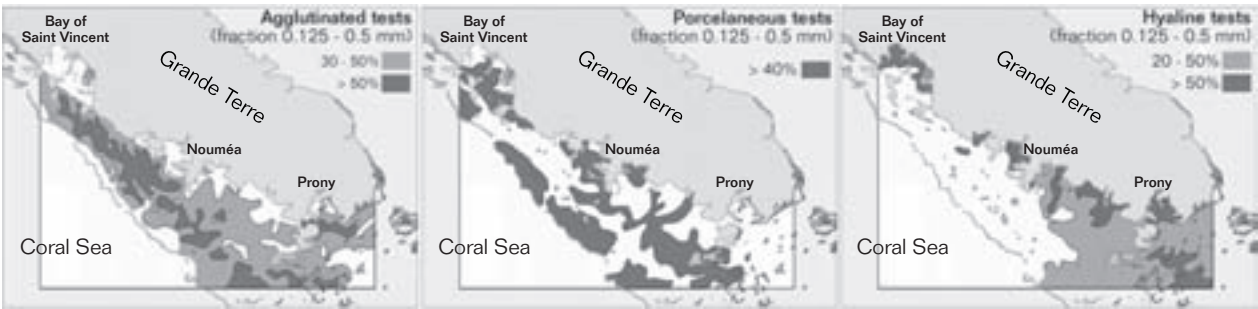 Agglutinated tests
(fraction 0.125 - 0.5 mm)
30 - 50%
> 50%
Bay of
Saint Vincent
Grande Terre
Nouméa
Prony
Coral Sea
Porcelaneous tests
(fraction 0.125 - 0.5 mm)
> 40%
Bay of
Saint Vincent
Grande Terre
Nouméa
Prony
Coral Sea
Hyaline tests
(fraction 0.125 - 0.5 mm)
20 - 50%
> 50%
Bay of
Saint Vincent
Grande Terre
Nouméa
Prony
Coral Sea